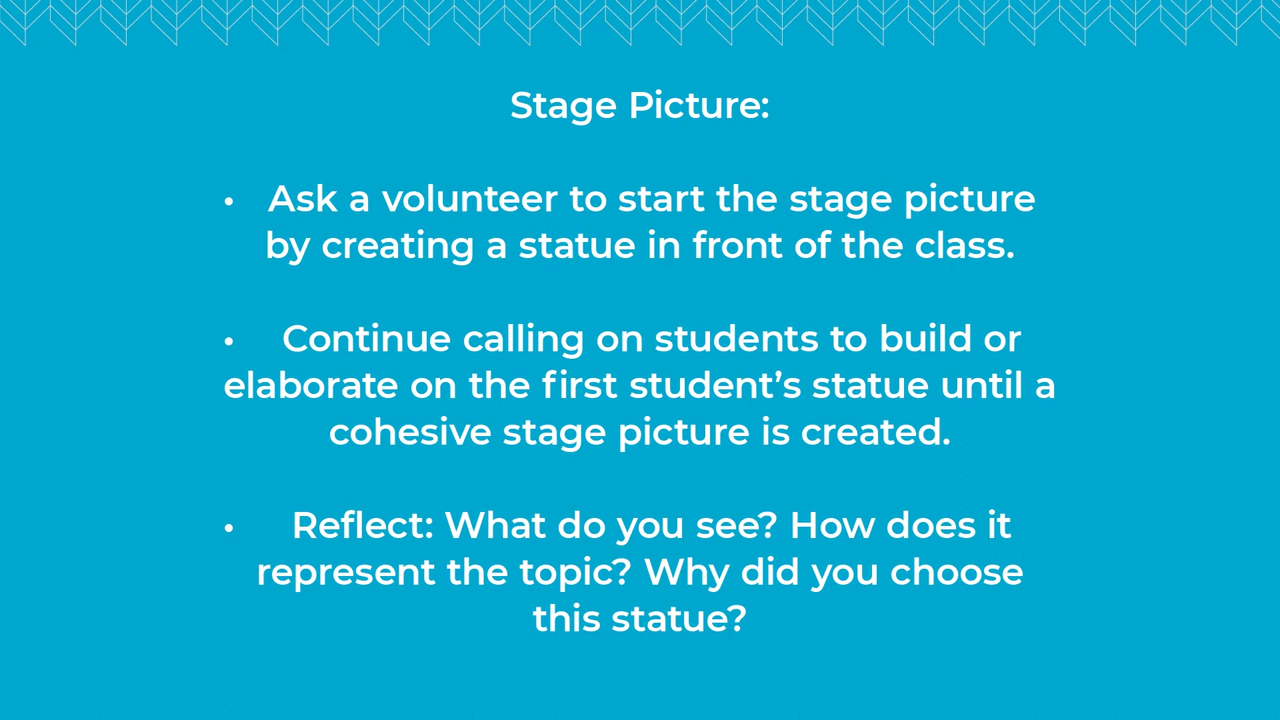 Stage Picture:
• Ask a volunteer to start the stage picture
by creating a statue in front of the class.
• Continue calling on students to build or
elaborate on the first student’s statue until a
cohesive stage picture is created.
• Reflect: What do you see? How does it
represent the topic? Why did you choose
this statue?